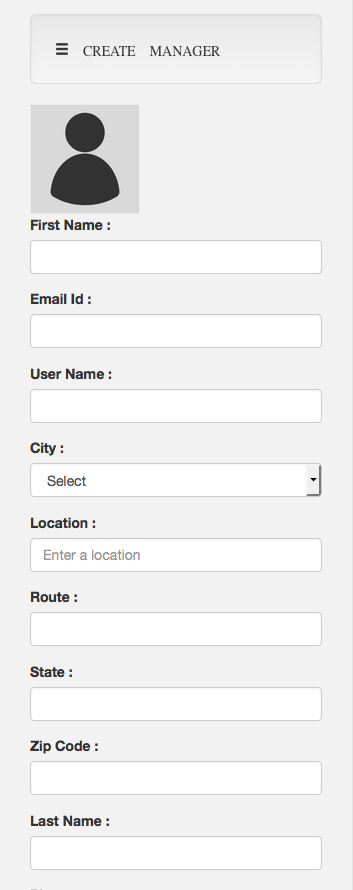 CREATE MANAGER
First Name :
Email Id :
User Name :
City :
Select
Location :
Enter a location
Route :
State :
Zip Code :
Last Name :